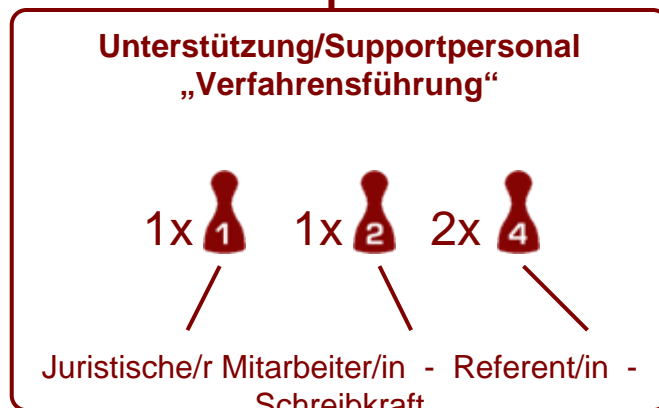 Unterstützung/Supportpersonal
„Verfahrensführung“
1x 1 1x 2 2x 4
Juristische/r Mitarbeiter/in - Referent/in -
Schreibkraft